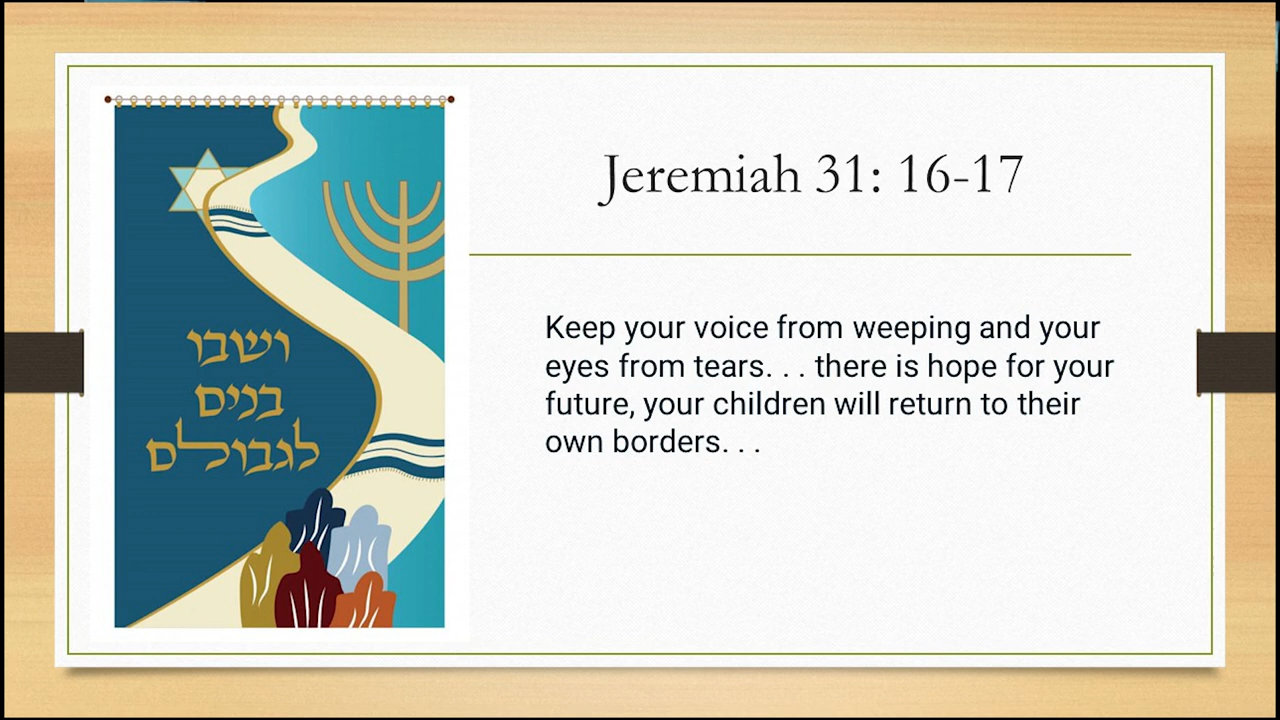 Jeremiah 31: 16-17
ושבו
בנים
לגבולם
Keep your voice from weeping and your
eyes from tears. . . there is hope for your
future, your children will return to their
own borders. . .